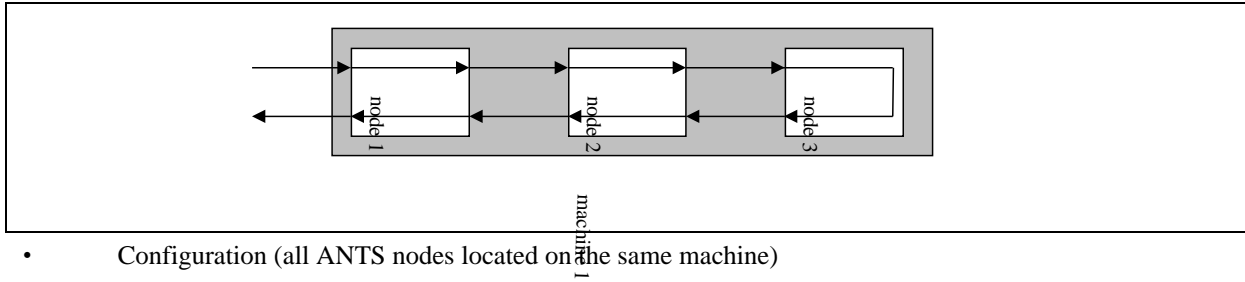 node 1
node 2
node 3
machine 1
• Configuration (all ANTS nodes located on the same machine)